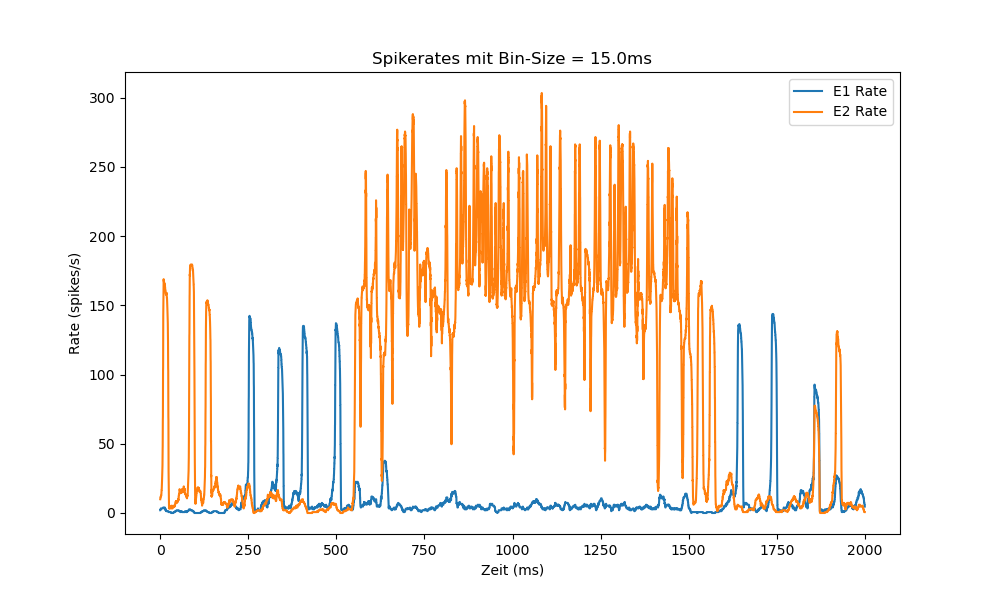 Spikerates mit Bin-Size = 15.0ms
E1 Rate
E2 Rate
300
250
200
150
100
50
0
Rate (spikes/s)
0 250 500 750 1000 1250 1500 1750 2000
Zeit (ms)